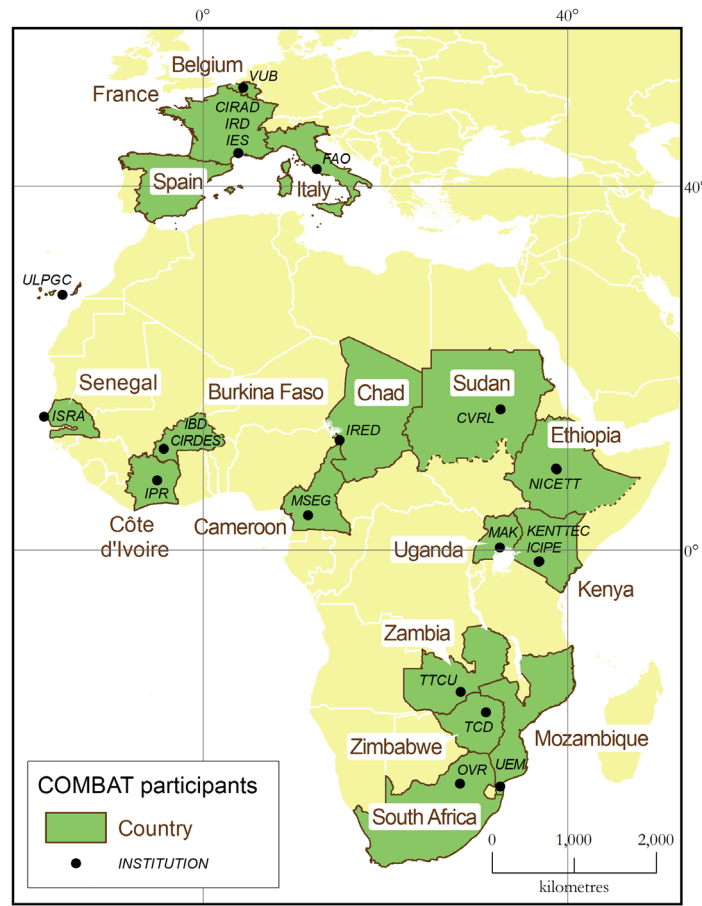 0°
40°
Belgium
VUB
France
CIRAD
IRD
IES
FAO
Spain
Italy
40°
ULPGC
Senegal
ISRA
Burkina Faso
IBD
CIRDES
Chad
IRED
Sudan
CVRL
Ethiopia
NICETT
IPR
Côte
d'Ivoire
MSEG
Cameroon
MAK
Uganda
KENTTEC
ICIPE
0°
Kenya
Zambia
TTCU
TCD
Zimbabwe
Mozambique
OVR
UEM
South Africa
COMBAT participants
Country
INSTITUTION
0
1,000
2,000
kilometres